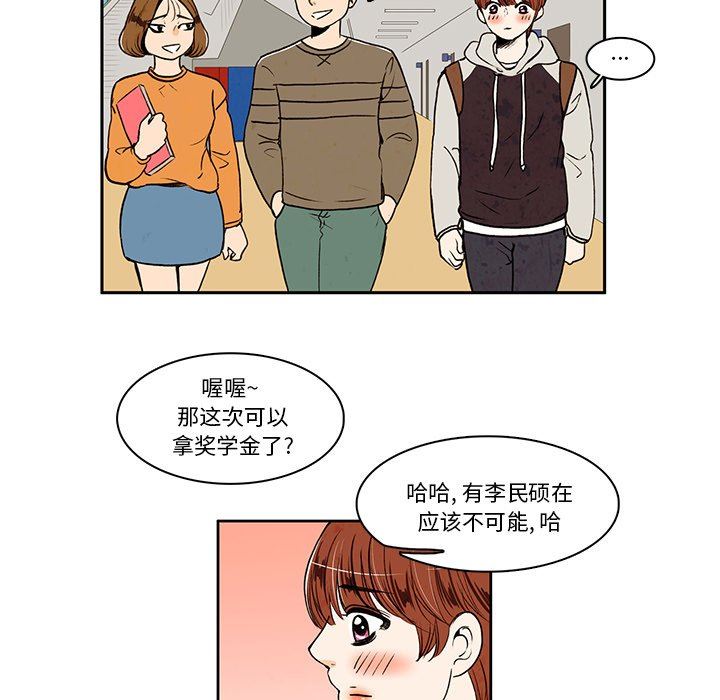 ...
喔喔~
那这次可以
拿奖学金了?
哈哈, 有李民硕在
应该不可能, 哈